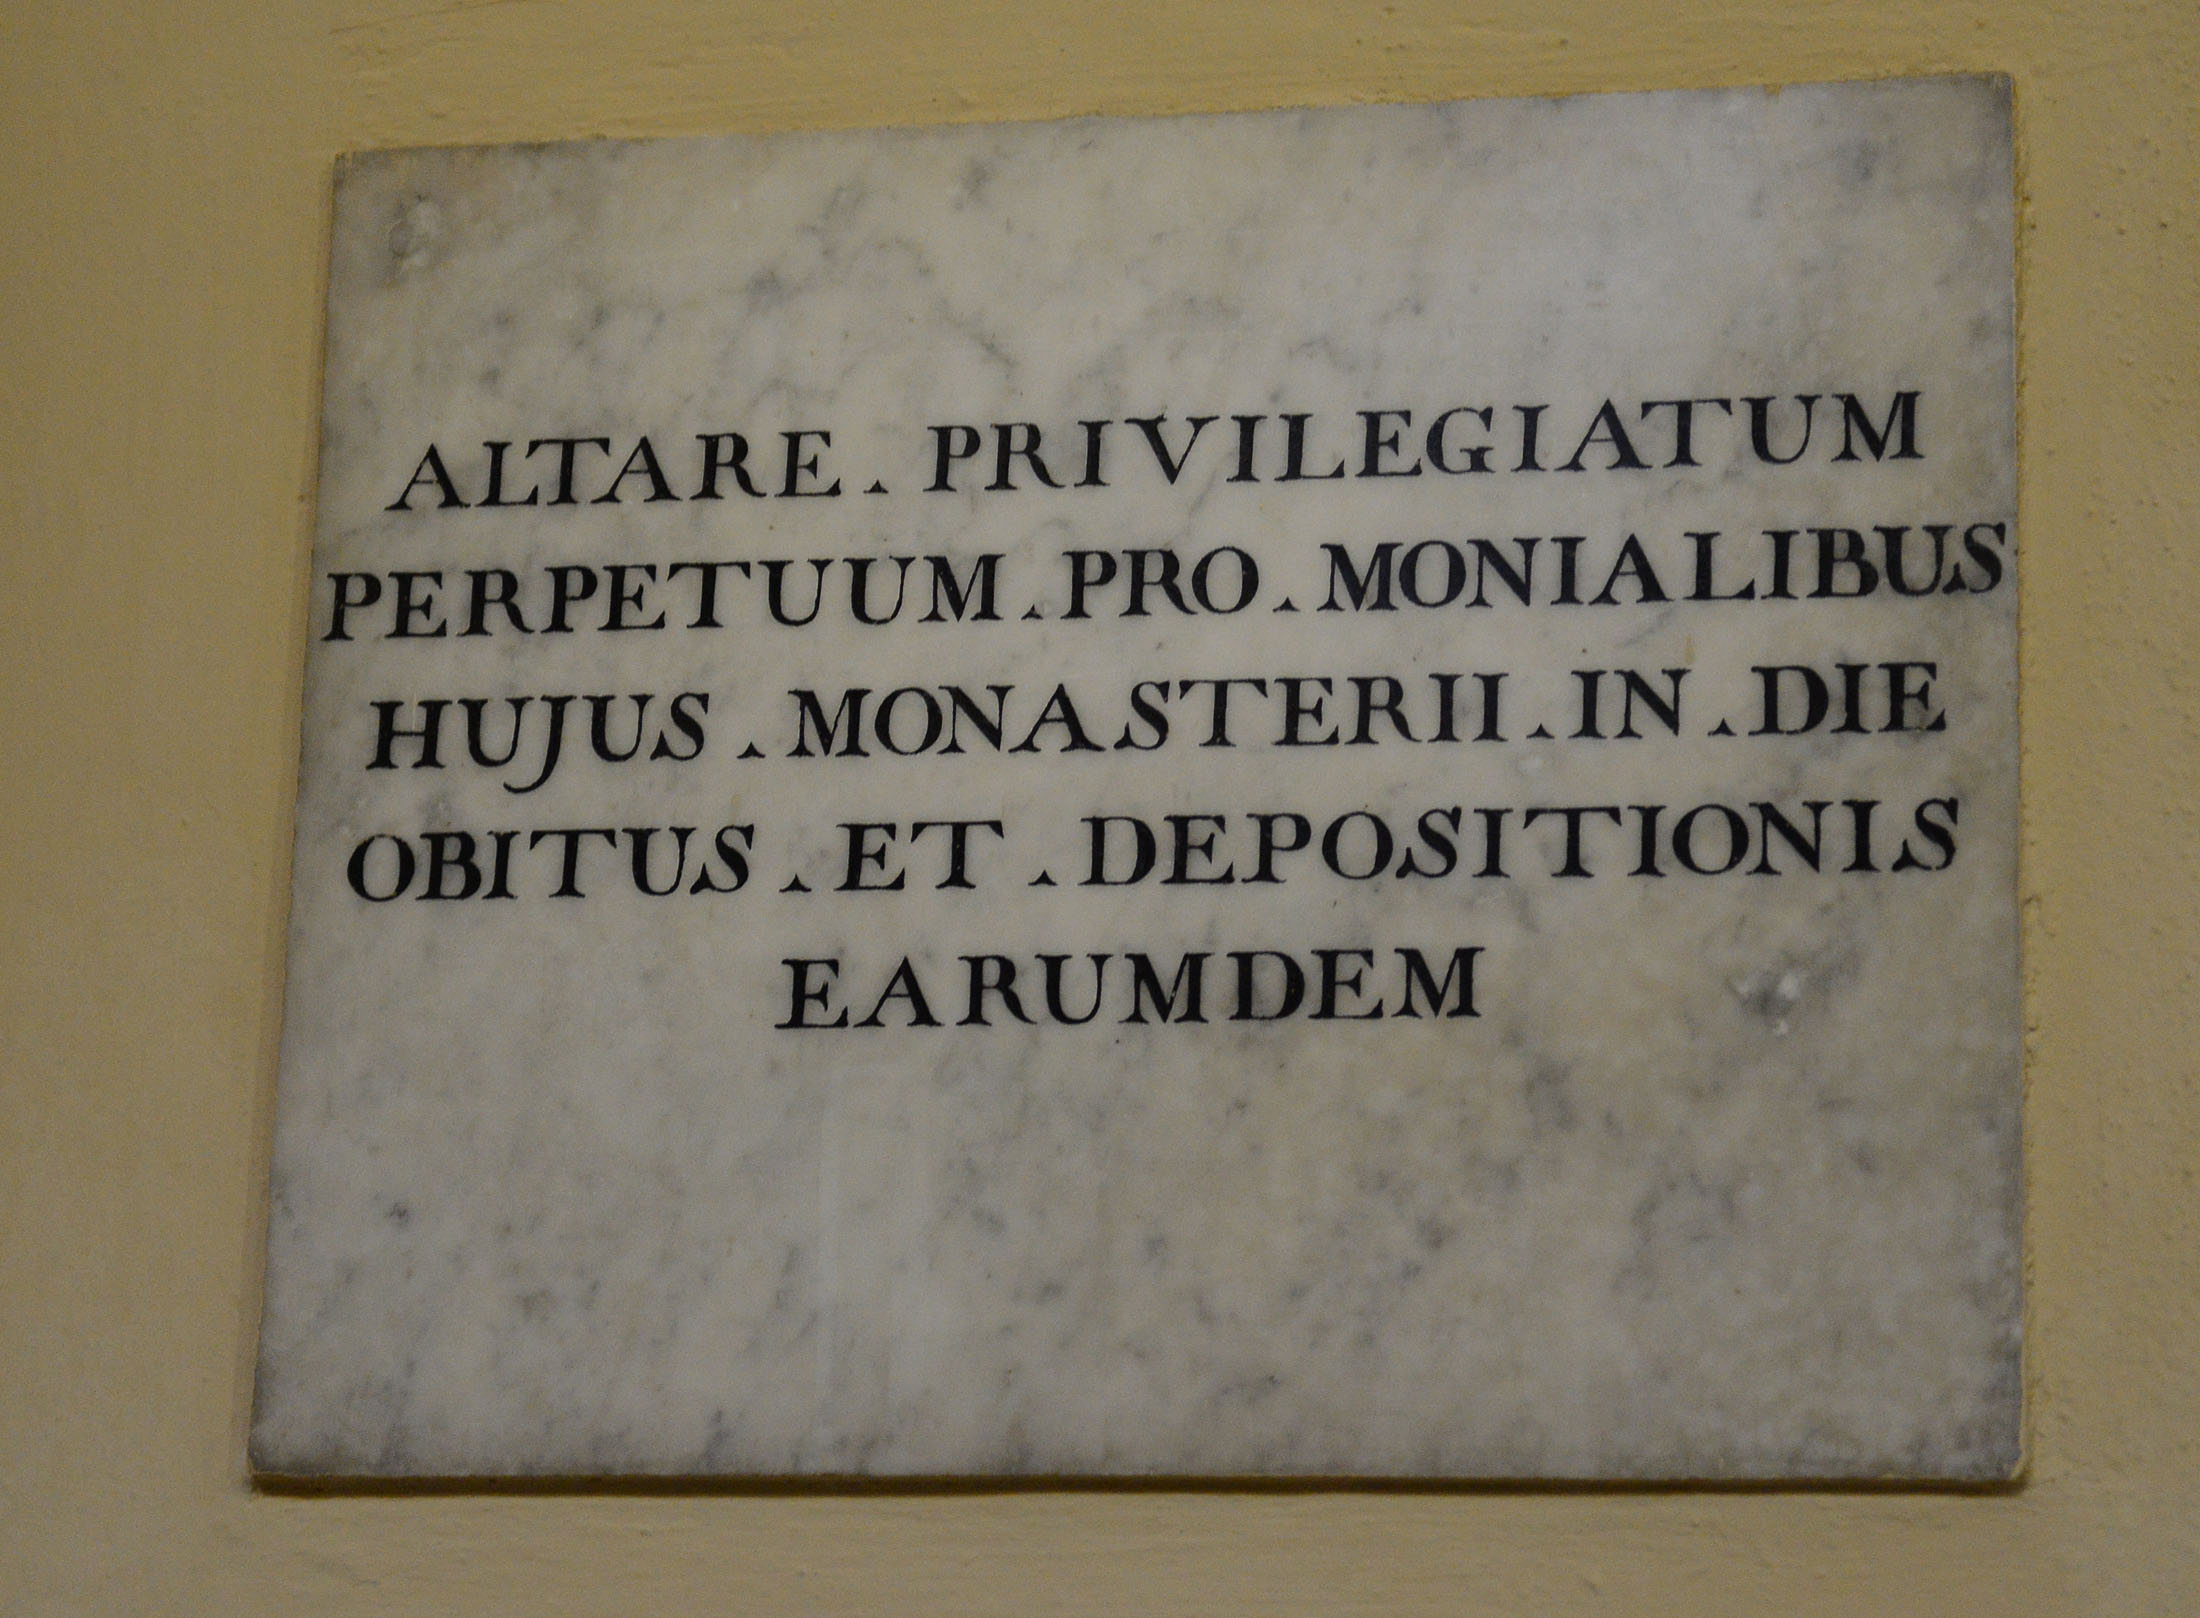 ALTARE. PRIVILEGIATUM
PERPETUUM. PRO. MONIALIBUS
HUJUS. MONASTERII. IN. DIE
OBITUS. ET. DEPOSITIONIS
EARUMDEM